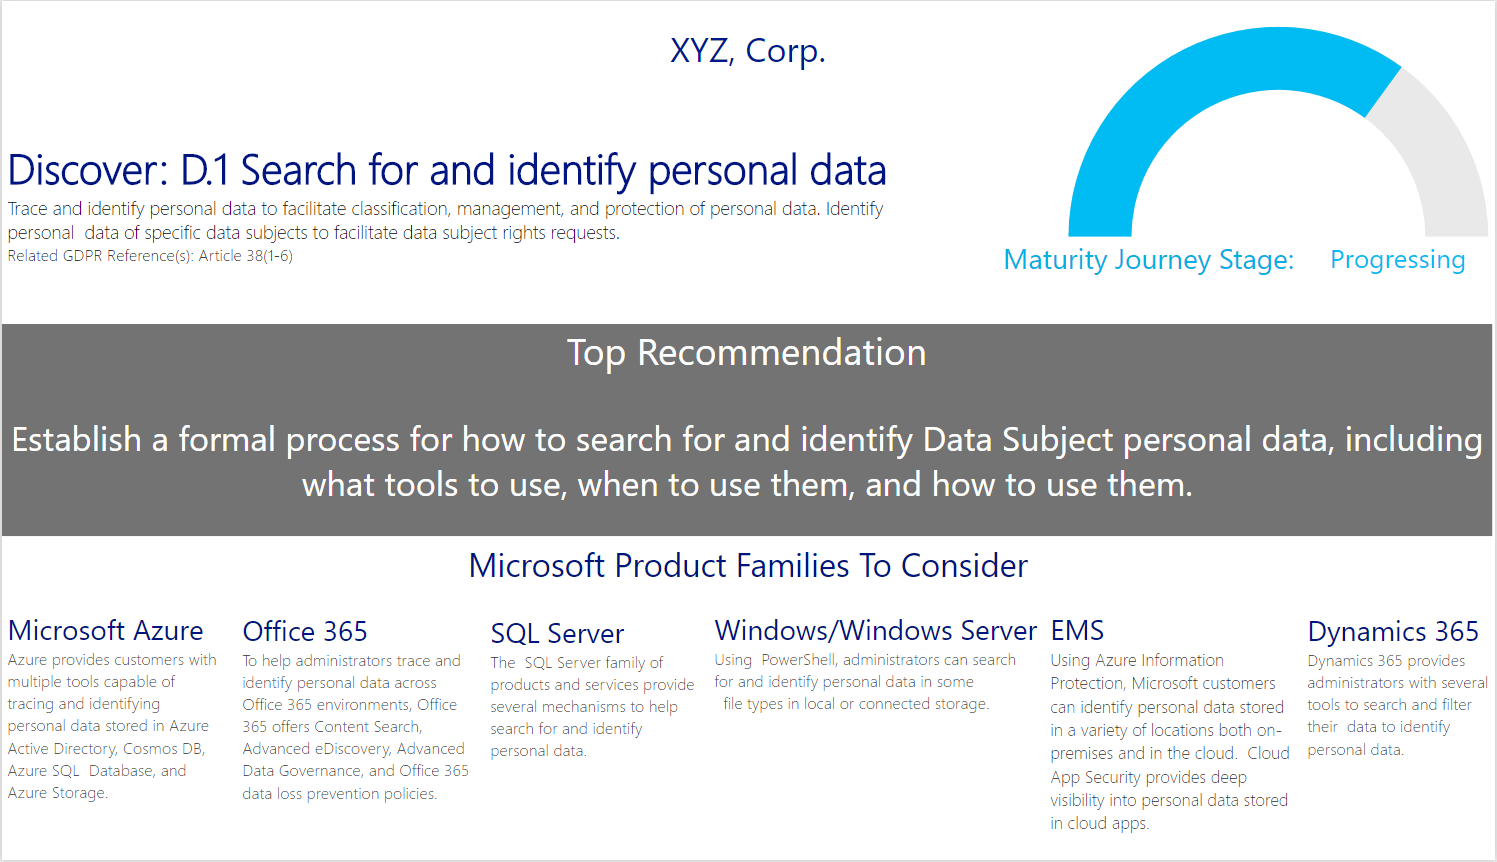 XYZ, Corp.
Discover: D.1 Search for and identify personal data
Trace and identify personal data to facilitate classification, management, and protection of personal data. Identify
personal data of specific data subjects to facilitate data subject rights requests.
Related GDPR Reference(s): Article 38(1-6)
Maturity Journey Stage: Progressing
Top Recommendation
Establish a formal process for how to search for and identify Data Subject personal data, including
what tools to use, when to use them, and how to use them.
Microsoft Product Families To Consider
Microsoft Azure
Azure provides customers with
multiple tools capable of
tracing and identifying
personal data stored in Azure
Active Directory, Cosmos DB,
Azure SQL Database, and
Azure Storage.
Office 365
To help administrators trace and
identify personal data across
Office 365 environments, Office
365 offers Content Search,
Advanced eDiscovery, Advanced
Data Governance, and Office 365
data loss prevention policies.
SQL Server
The SQL Server family of
products and services provide
several mechanisms to help
search for and identify
personal data.
Windows/Windows Server
Using PowerShell, administrators can search
for and identify personal data in some
file types in local or connected storage.
EMS
Using Azure Information
Protection, Microsoft customers
can identify personal data stored
in a variety of locations both on-
premises and in the cloud. Cloud
App Security provides deep
visibility into personal data stored
in cloud apps.
Dynamics 365
Dynamics 365 provides
administrators with several
tools to search and filter
their data to identify
personal data.